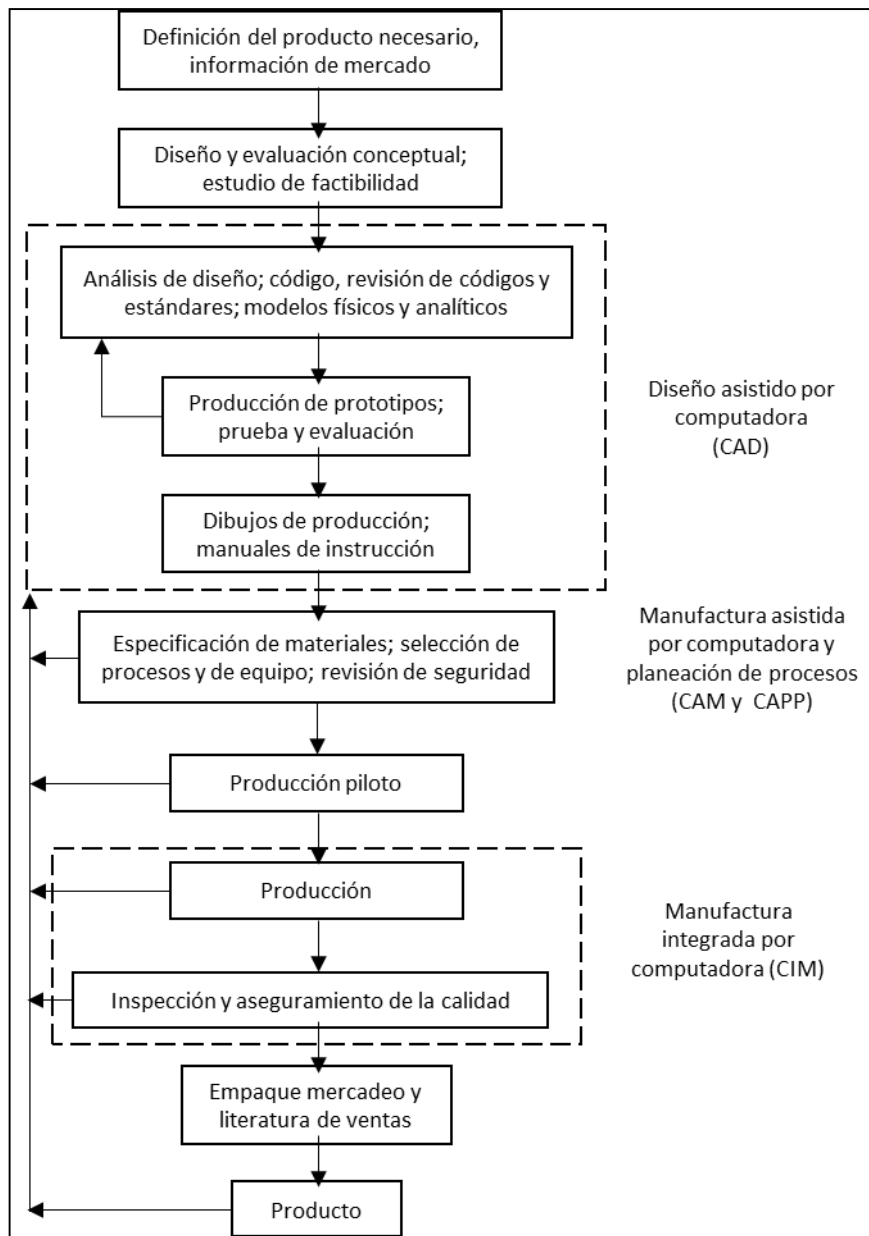 Definición del producto necesario,
información de mercado
Diseño y evaluación conceptual;
estudio de factibilidad
Análisis de diseño; código, revisión de códigos y
estándares; modelos físicos y analíticos
Producción de prototipos;
prueba y evaluación
Diseño asistido por
computadora
(CAD)
Dibujos de producción;
manuales de instrucción
Especificación de materiales; selección de
procesos y de equipo; revisión de seguridad
Manufactura asistida
por computadora y
planeación de procesos
(CAM y CAPP)
Producción piloto
Producción
Manufactura
integrada por
computadora (CIM)
Inspección y aseguramiento de la calidad
Empaque mercadeo y
literatura de ventas
Producto